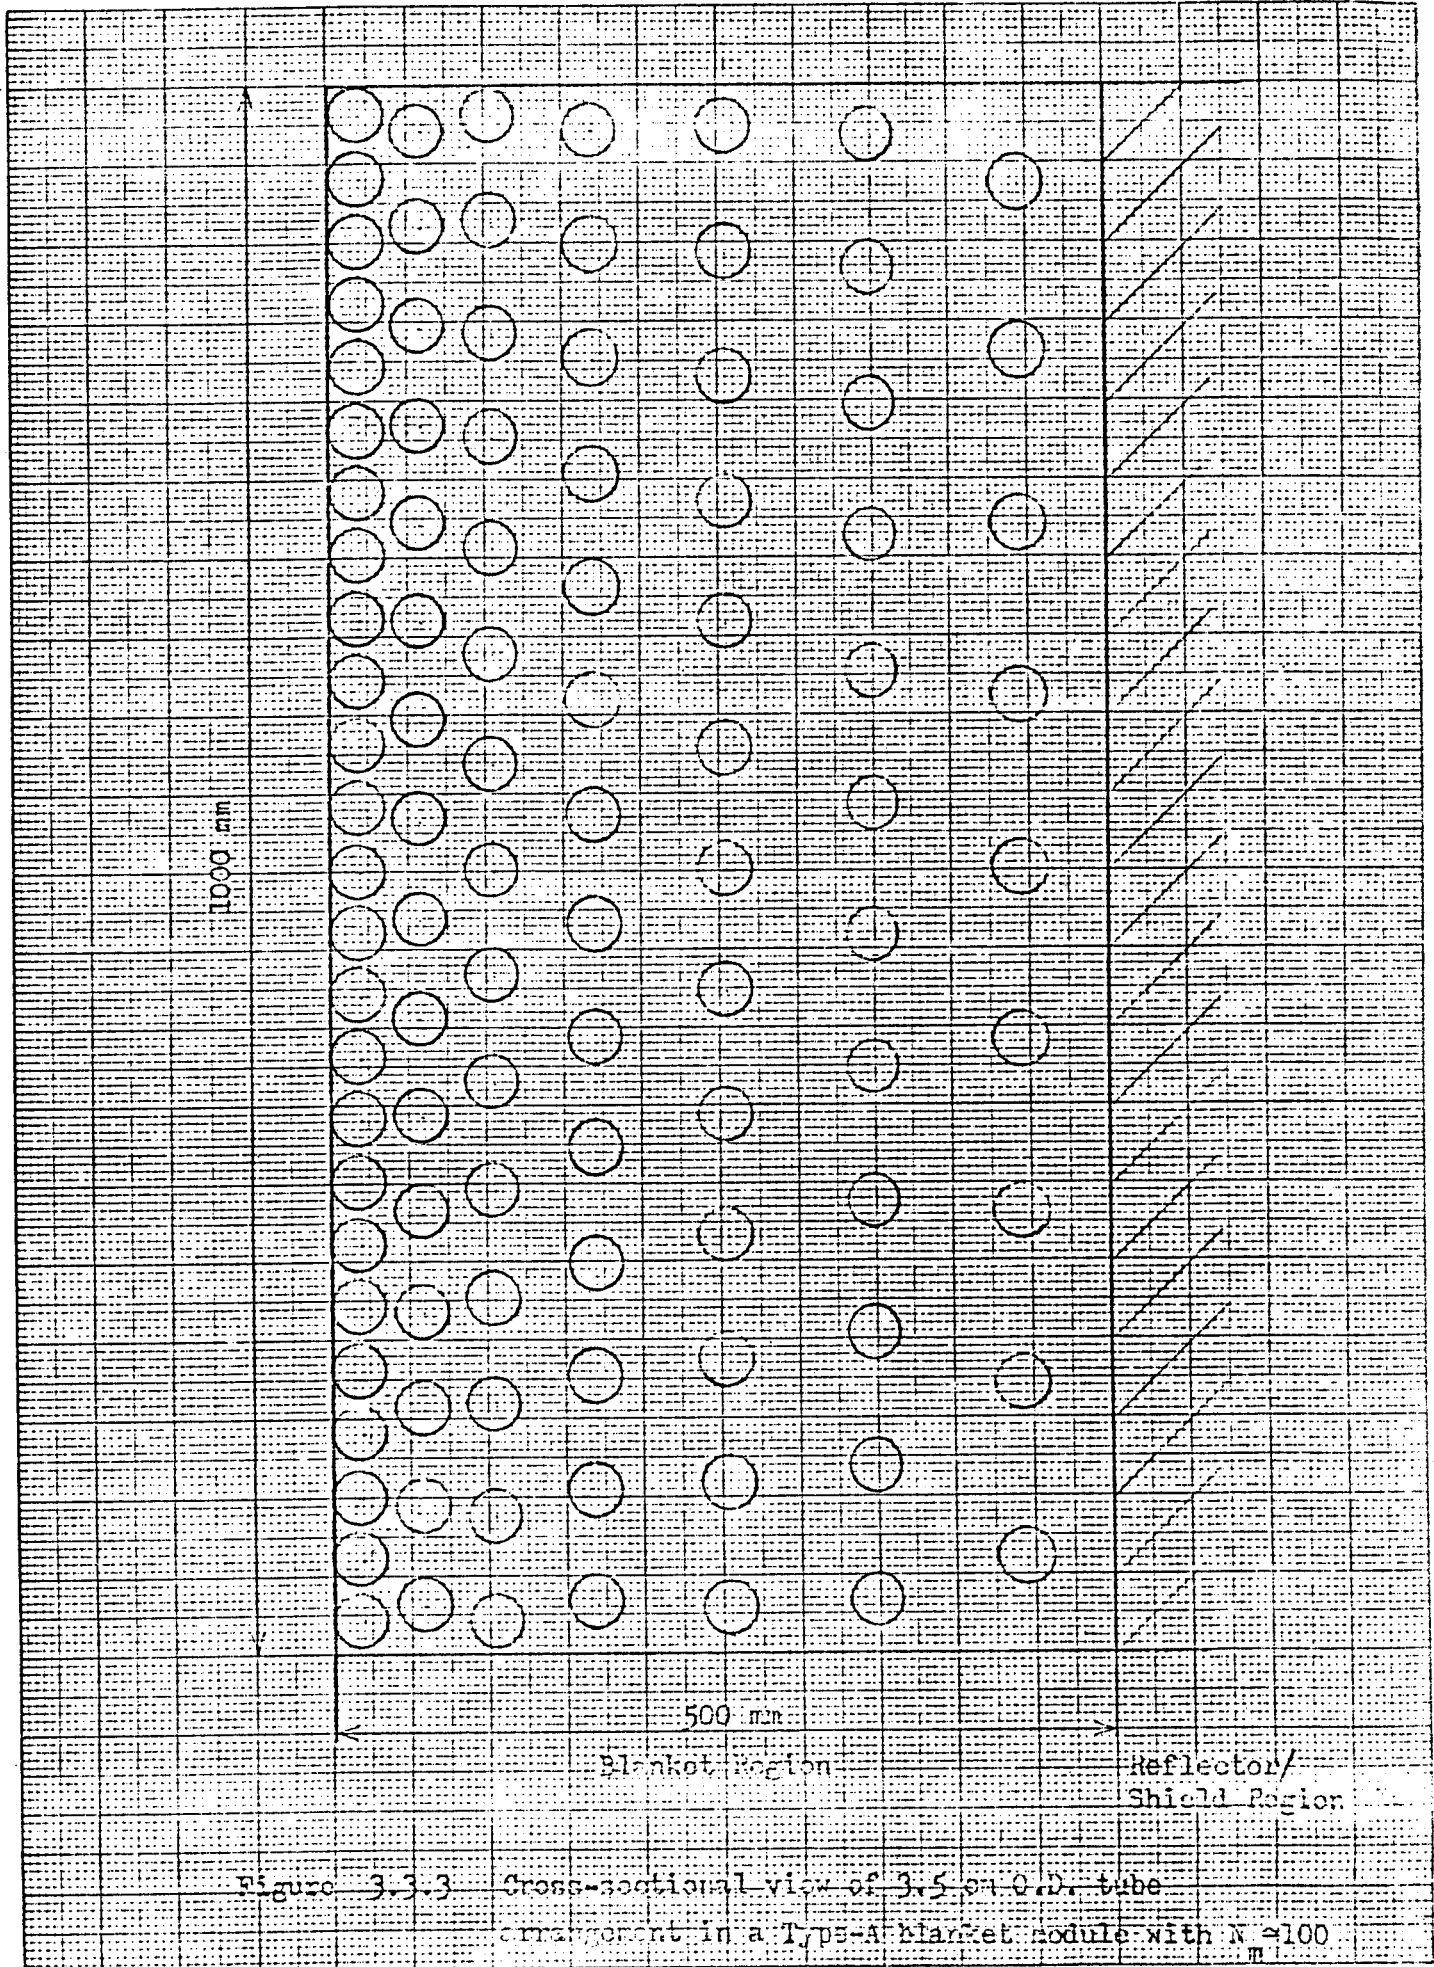 1000 mm
500 mm
Blanket Region
Reflector/
Shield Region
Figure 3.3.3 Cross-sectional view of 3.5 cm O.D. tube
arrangement in a Type-A blanket module with N_m ≃100